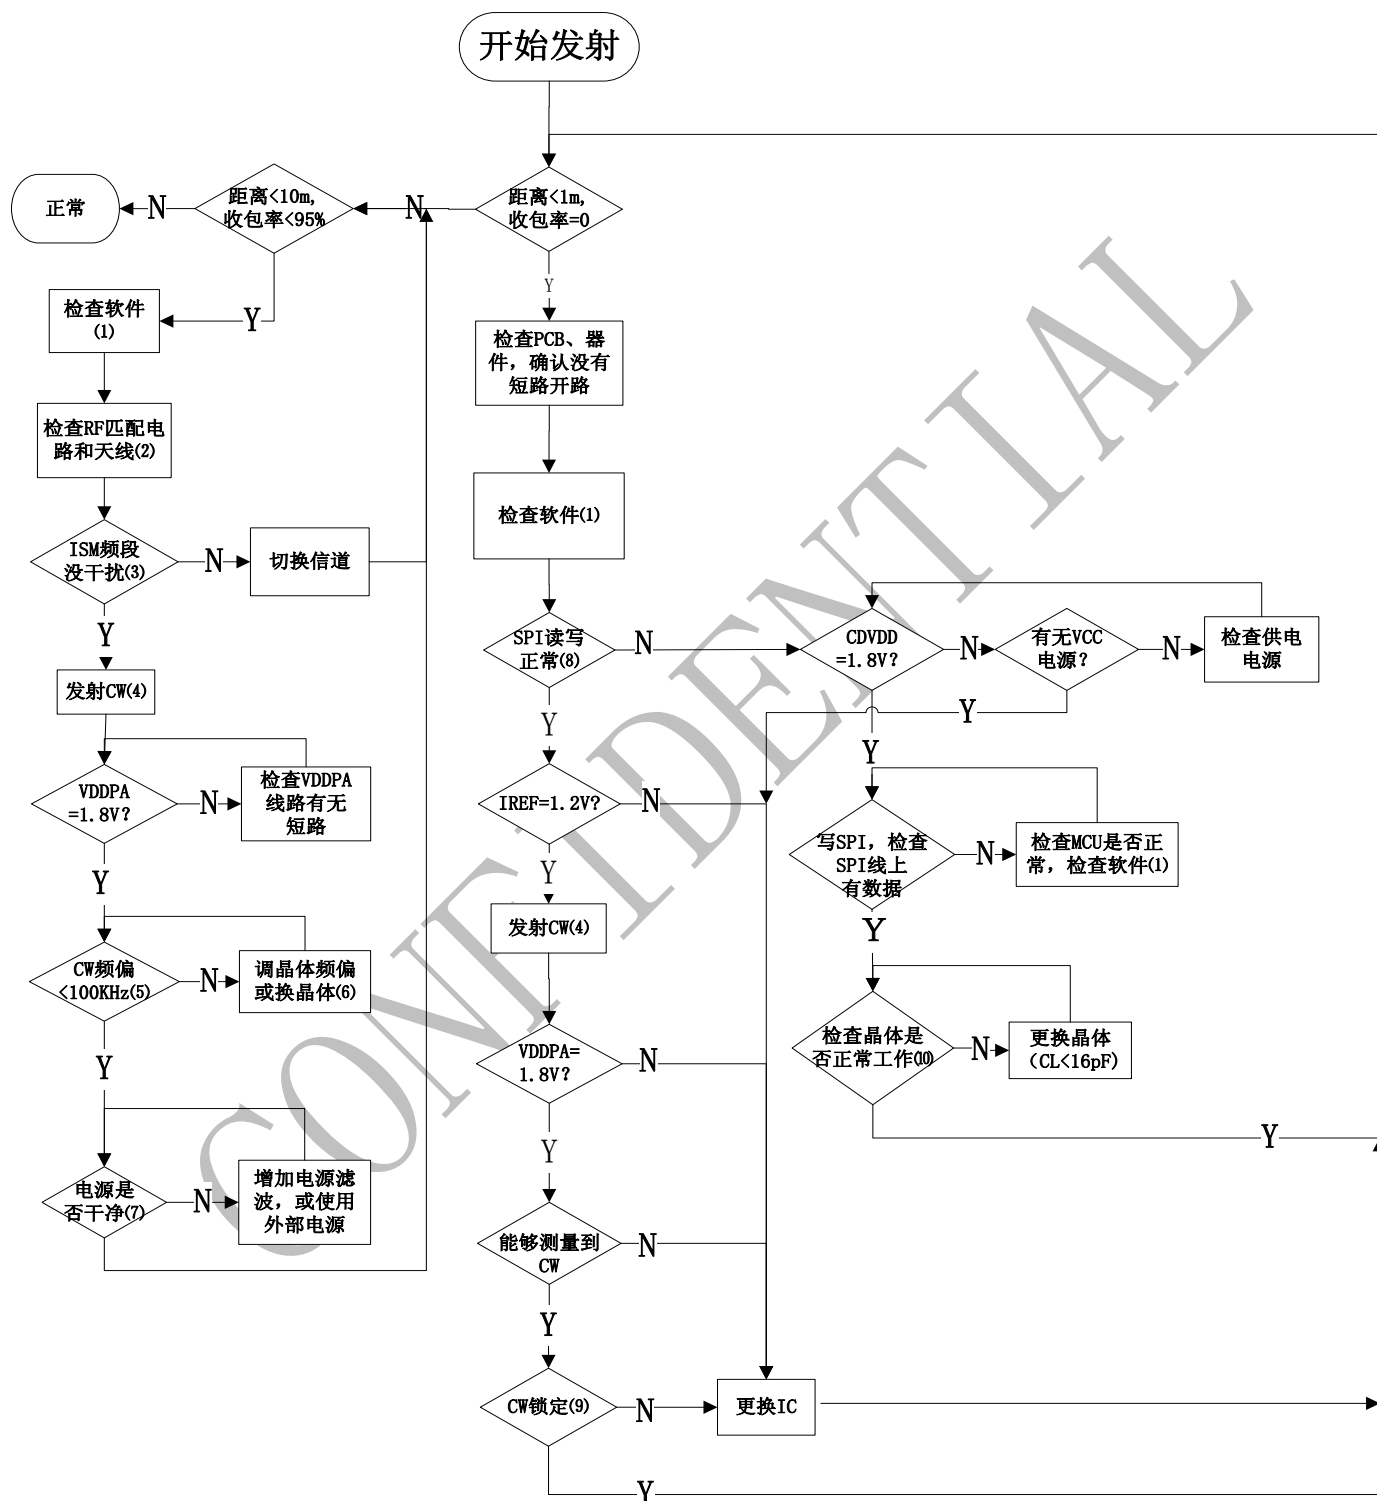 开始发射
正常
N
距离<10m,
收包率<95%
N
距离<1m,
收包率=0
Y
Y
检查软件
(1)
检查PCB、器
件，确认没有
短路开路
检查RF匹配电
路和天线(2)
检查软件(1)
ISM频段
没干扰(3)
N
切换信道
Y
SPI读写
正常(8)
N
CDVDD
=1.8V?
N
有无VCC
电源?
N
检查供电
电源
发射CW(4)
Y
Y
Y
VDDPA
=1.8V?
N
检查VDDPA
线路有无
短路
IREF=1.2V?
N
写SPI，检查
SPI线上
有数据
N
检查MCU是否正
常，检查软件(1)
Y
Y
发射CW(4)
Y
CW频偏
<100KHz(5)
N
调晶体频偏
或换晶体(6)
检查晶体是
否正常工作(10)
N
更换晶体
（CL<16pF)
Y
VDDPA=
1.8V?
N
Y
Y
电源是
否干净(7)
N
增加电源滤
波，或使用
外部电源
能够测量到
CW
N
Y
CW锁定(9)
N
更换IC
Y
CONFIDENTIAL